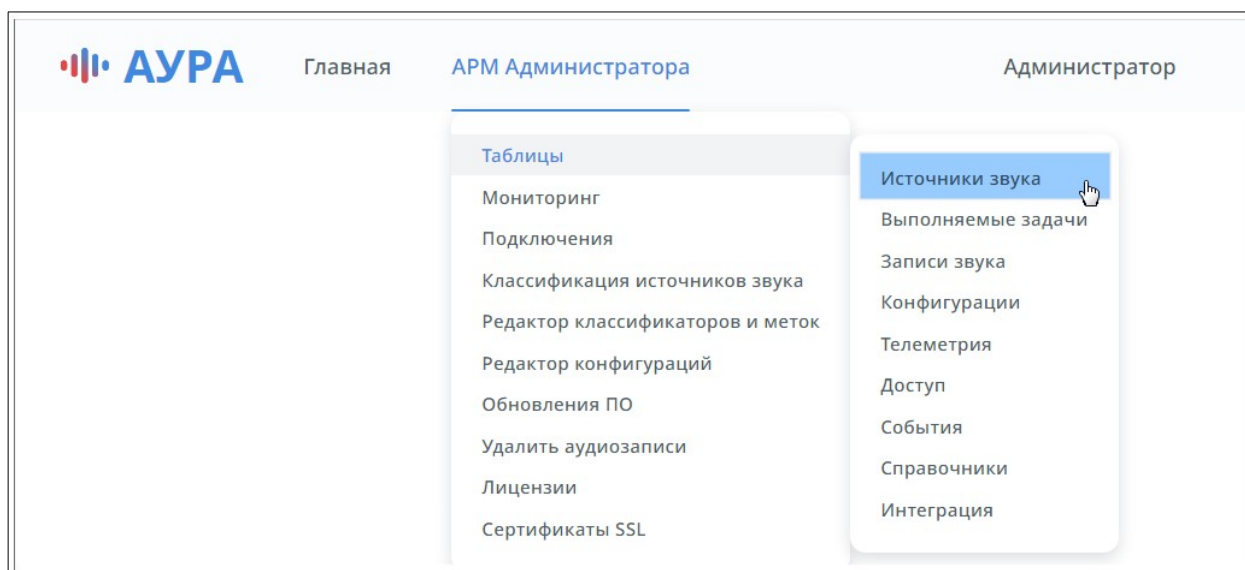 АУРА Главная АРМ Администратора Администратор
Таблицы
Мониторинг
Подключения
Классификация источников звука
Редактор классификаторов и меток
Редактор конфигураций
Обновления ПО
Удалить аудиозаписи
Лицензии
Сертификаты SSL
Источники звука
Выполняемые задачи
Записи звука
Конфигурации
Телеметрия
Доступ
События
Справочники
Интеграция